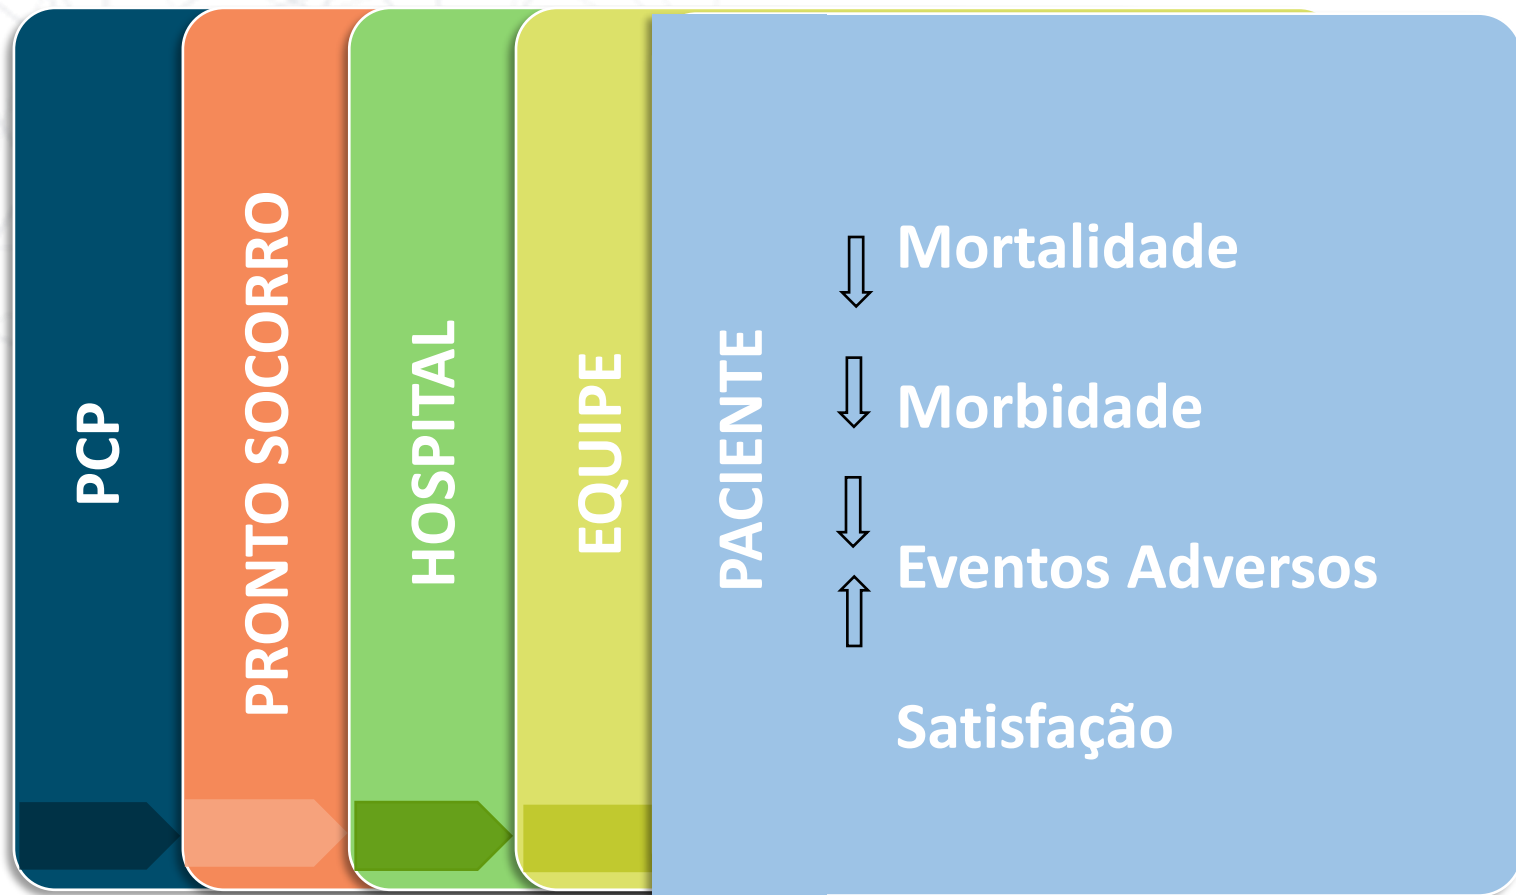 PCP
PRONTO SOCORRO
HOSPITAL
EQUIPE
PACIENTE
Mortalidade
Morbidade
Eventos Adversos
Satisfação